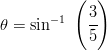 θ = sin⁻¹ (3/5)